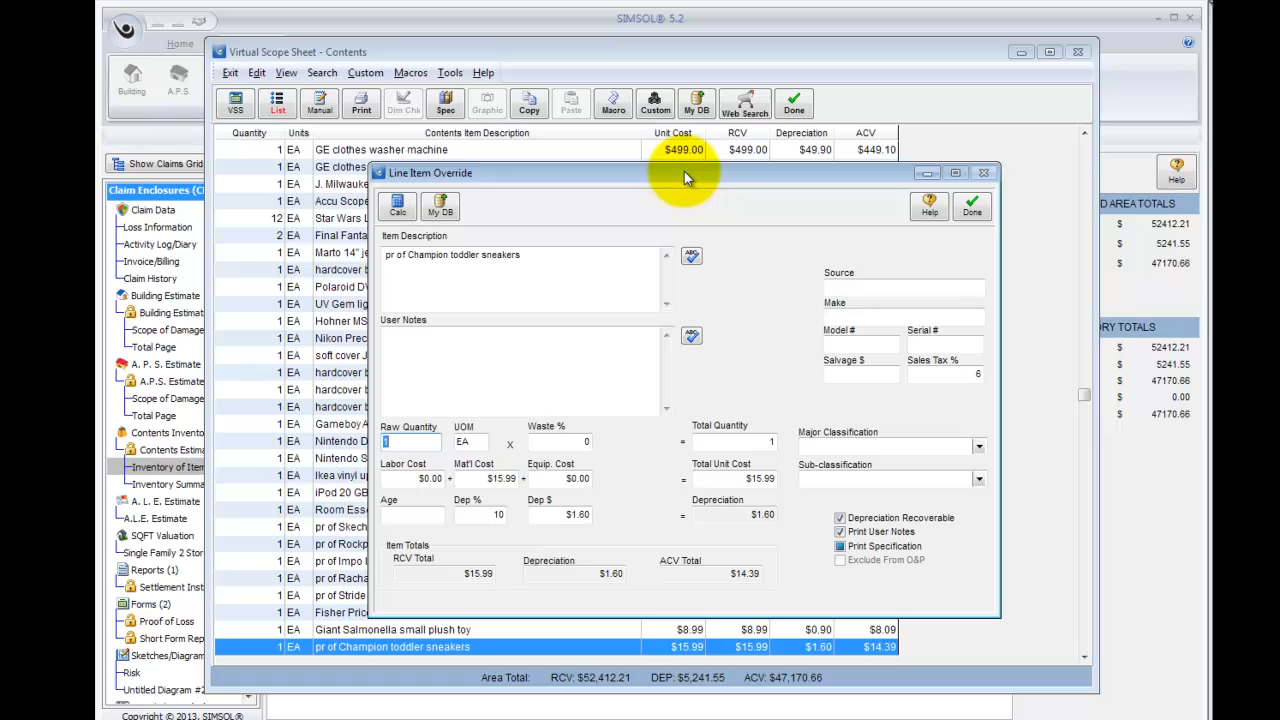 SIMSOL® 5.2
Home
Building
A.P.S.
Show Claims Grid
Claim Enclosures (C
Claim Data
Loss Information
Activity Log/Diary
Invoice/Billing
Claim History
Building Estimate
Building Estimat
Scope of Damage
Total Page
A. P. S. Estimate
A.P.S. Estimate
Scope of Damage
Total Page
Contents Invento
Contents Estima
Inventory of Item
Inventory Summa
A. L. E. Estimate
A.L.E. Estimate
SQFT Valuation
Single Family 2 Stor
Reports (1)
Settlement Inst
Forms (2)
Proof of Loss
Short Form Rep
Sketches/Diagram
Risk
Untitled Diagram #2
Copyright © 2013, SIMSOL®
Virtual Scope Sheet - Contents
Exit Edit View Search Custom Macros Tools Help
VSS List Manual Print Dim Chk Spec Graphic Copy Paste Macro Custom My DB Web Search Done
Quantity Units Contents Item Description Unit Cost RCV Depreciation ACV
1 EA GE clothes washer machine $499.00 $499.00 $49.90 $449.10
1 EA GE clothes
1 EA J. Milwauke
1 EA Accu Scope
12 EA Star Wars L
2 EA Final Fanta
1 EA Marto 14" je
1 EA hardcover b
1 EA Polaroid DV
1 EA UV Gem lig
1 EA Hohner MS
1 EA Nikon Prec
1 EA soft cover J
1 EA hardcover b
1 EA hardcover b
1 EA GameboyA
1 EA Nintendo D
1 EA Nintendo S
1 EA Ikea vinyl up
1 EA iPod 20 GB
1 EA Room Esse
1 EA pr of Skech
1 EA pr of Rockp
1 EA pr of Impo I
1 EA pr of Racha
1 EA pr of Stride
1 EA Fisher Price
1 EA Giant Salmonella small plush toy $8.99 $8.99 $0.90 $8.09
1 EA pr of Champion toddler sneakers $15.99 $15.99 $1.60 $14.39
Area Total: RCV: $52,412.21 DEP: $5,241.55 ACV: $47,170.66
Line Item Override
Calc
My DB
Help
Done
Item Description
pr of Champion toddler sneakers
ABC
User Notes
ABC
Source
Make
Model # Serial #
Salvage $ Sales Tax %
6
Raw Quantity UOM Waste % Total Quantity
1 EA X 0 = 1
Labor Cost Mat'l Cost Equip. Cost Total Unit Cost
$0.00 + $15.99 + $0.00 = $15.99
Age Dep % Dep $ Depreciation
10 $1.60 = $1.60
Item Totals
RCV Total Depreciation ACV Total
$15.99 $1.60 $14.39
Major Classification
Sub-classification
Depreciation Recoverable
Print User Notes
Print Specification
Exclude From O&P
Help
D AREA TOTALS
$ 52412.21
$ 5241.55
$ 47170.66
RY TOTALS
$ 52412.21
$ 5241.55
$ 47170.66
$ 0.00
$ 47170.66